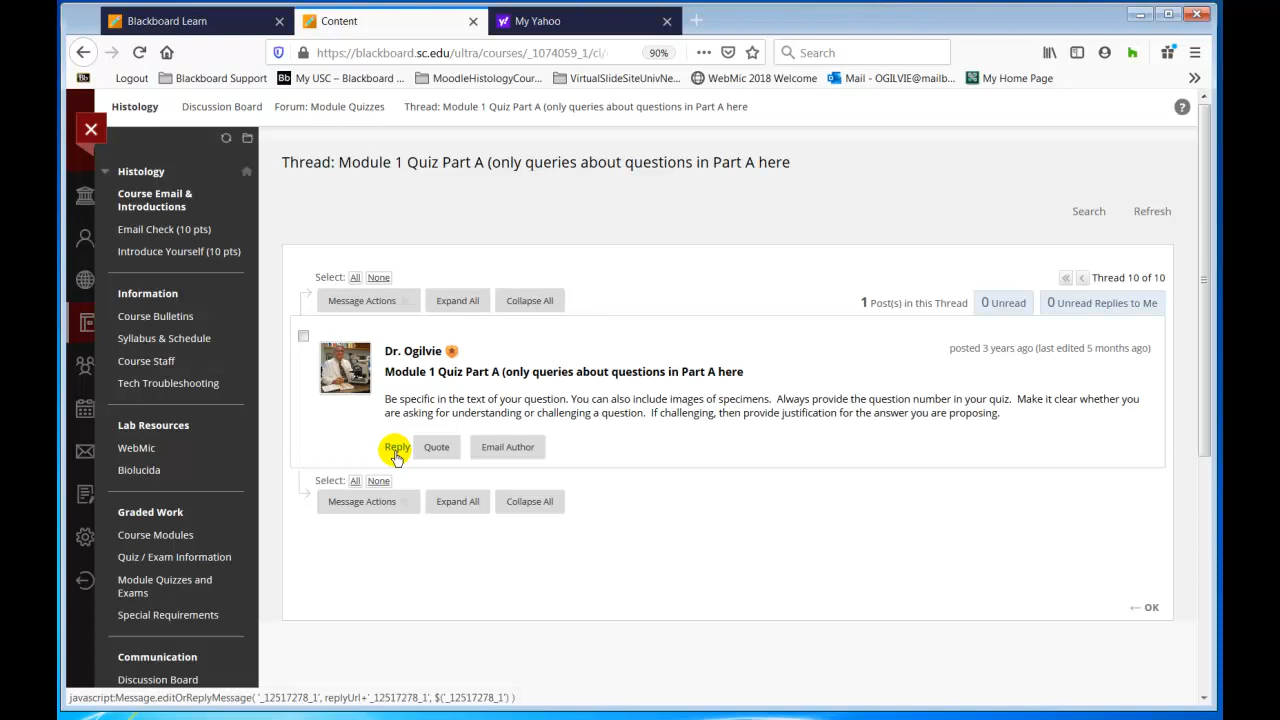 Blackboard Learn
Content
My Yahoo
https://blackboard.sc.edu/ultra/courses/_1074059_1/cl/
90%
Search
Logout
Blackboard Support
Bb My USC – Blackboard ...
MoodleHistologyCour...
VirtualSlideSiteUnivNe...
WebMic 2018 Welcome
Mail - OGILVIE@mailb...
My Home Page
Histology
Discussion Board
Forum: Module Quizzes
Thread: Module 1 Quiz Part A (only queries about questions in Part A here
Histology
Course Email &
Introductions
Email Check (10 pts)
Introduce Yourself (10 pts)
Information
Course Bulletins
Syllabus & Schedule
Course Staff
Tech Troubleshooting
Lab Resources
WebMic
Biolucida
Graded Work
Course Modules
Quiz / Exam Information
Module Quizzes and
Exams
Special Requirements
Communication
Discussion Board
Thread: Module 1 Quiz Part A (only queries about questions in Part A here
Search
Refresh
Select: All None
Thread 10 of 10
Message Actions
Expand All
Collapse All
1 Post(s) in this Thread
0 Unread
0 Unread Replies to Me
Dr. Ogilvie
posted 3 years ago (last edited 5 months ago)
Module 1 Quiz Part A (only queries about questions in Part A here
Be specific in the text of your question. You can also include images of specimens. Always provide the question number in your quiz. Make it clear whether you
are asking for understanding or challenging a question. If challenging, then provide justification for the answer you are proposing.
Reply
Quote
Email Author
Select: All None
Message Actions
Expand All
Collapse All
← OK
javascript:Message.editOrReplyMessage( '_12517278_1', replyUrl+'_12517278_1', $('_12517278_1') )